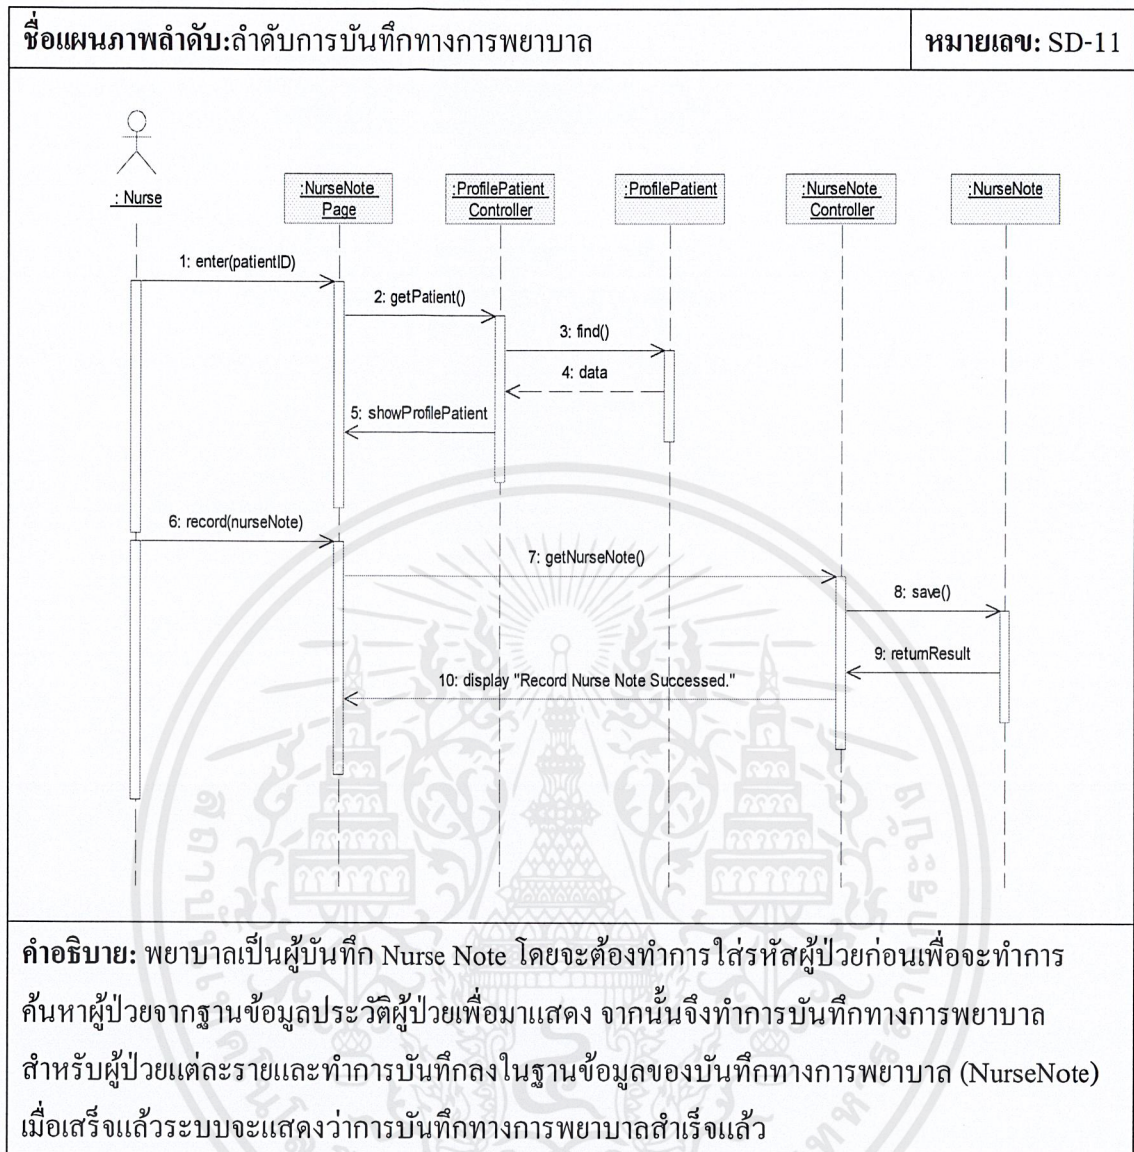 ชื่อแผนภาพลำดับ:ลำดับการบันทึกทางการพยาบาล
หมายเลข: SD-11
: Nurse
:NurseNote
Page
:ProfilePatient
Controller
:ProfilePatient
:NurseNote
Controller
:NurseNote
1: enter(patientID)
2: getPatient()
3: find()
4: data
5: showProfilePatient
6: record(nurseNote)
7: getNurseNote()
8: save()
9: returnResult
10: display "Record Nurse Note Successed."
คำอธิบาย: พยาบาลเป็นผู้บันทึก Nurse Note โดยจะต้องทำการใส่รหัสผู้ป่วยก่อนเพื่อจะทำการ
ค้นหาผู้ป่วยจากฐานข้อมูลประวัติผู้ป่วยเพื่อมาแสดง จากนั้นจึงทำการบันทึกทางการพยาบาล
สำหรับผู้ป่วยแต่ละรายและทำการบันทึกลงในฐานข้อมูลของบันทึกทางการพยาบาล (NurseNote)
เมื่อเสร็จแล้วระบบจะแสดงว่าการบันทึกทางการพยาบาลสำเร็จแล้ว